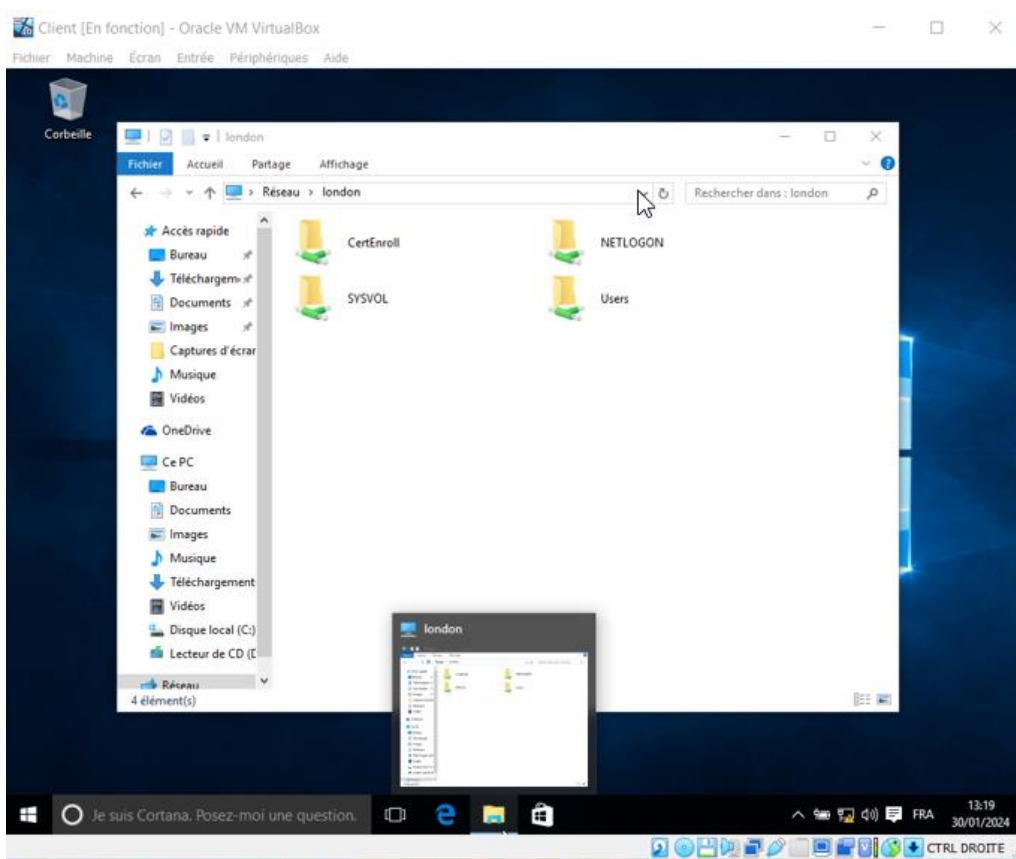 Client [En fonction] - Oracle VM VirtualBox
Fichier Machine Écran Entrée Périphériques Aide
Corbeille
london
Fichier Accueil Partage Affichage
Réseau > london
Rechercher dans : london
Accès rapide
Bureau
Téléchargem
Documents
Images
Captures d'écrar
Musique
Vidéos
OneDrive
Ce PC
Bureau
Documents
Images
Musique
Téléchargement
Vidéos
Disque local (C:)
Lecteur de CD (D
Réseau
CertEnroll
NETLOGON
SYSVOL
Users
4 élément(s)
london
Je suis Cortana. Posez-moi une question.
FRA
13:19
30/01/2024
CTRL DROITE